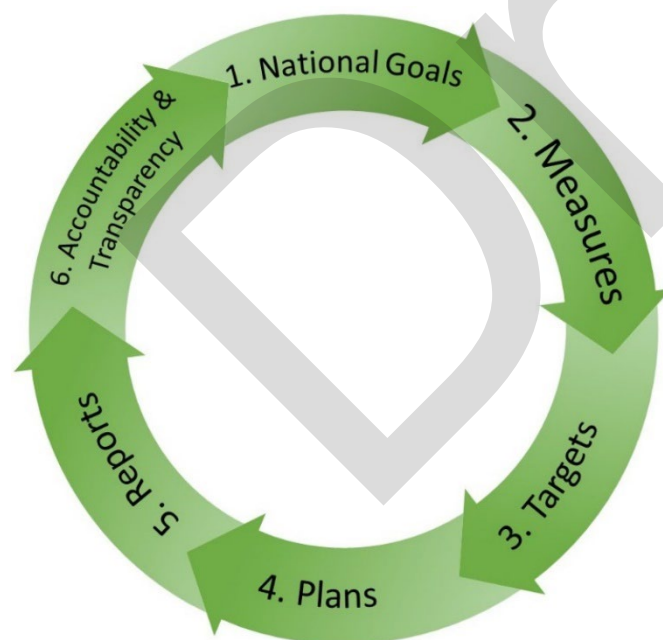 1. National Goals
2. Measures
3. Targets
4. Plans
5. Reports
6. Accountability &
Transparency